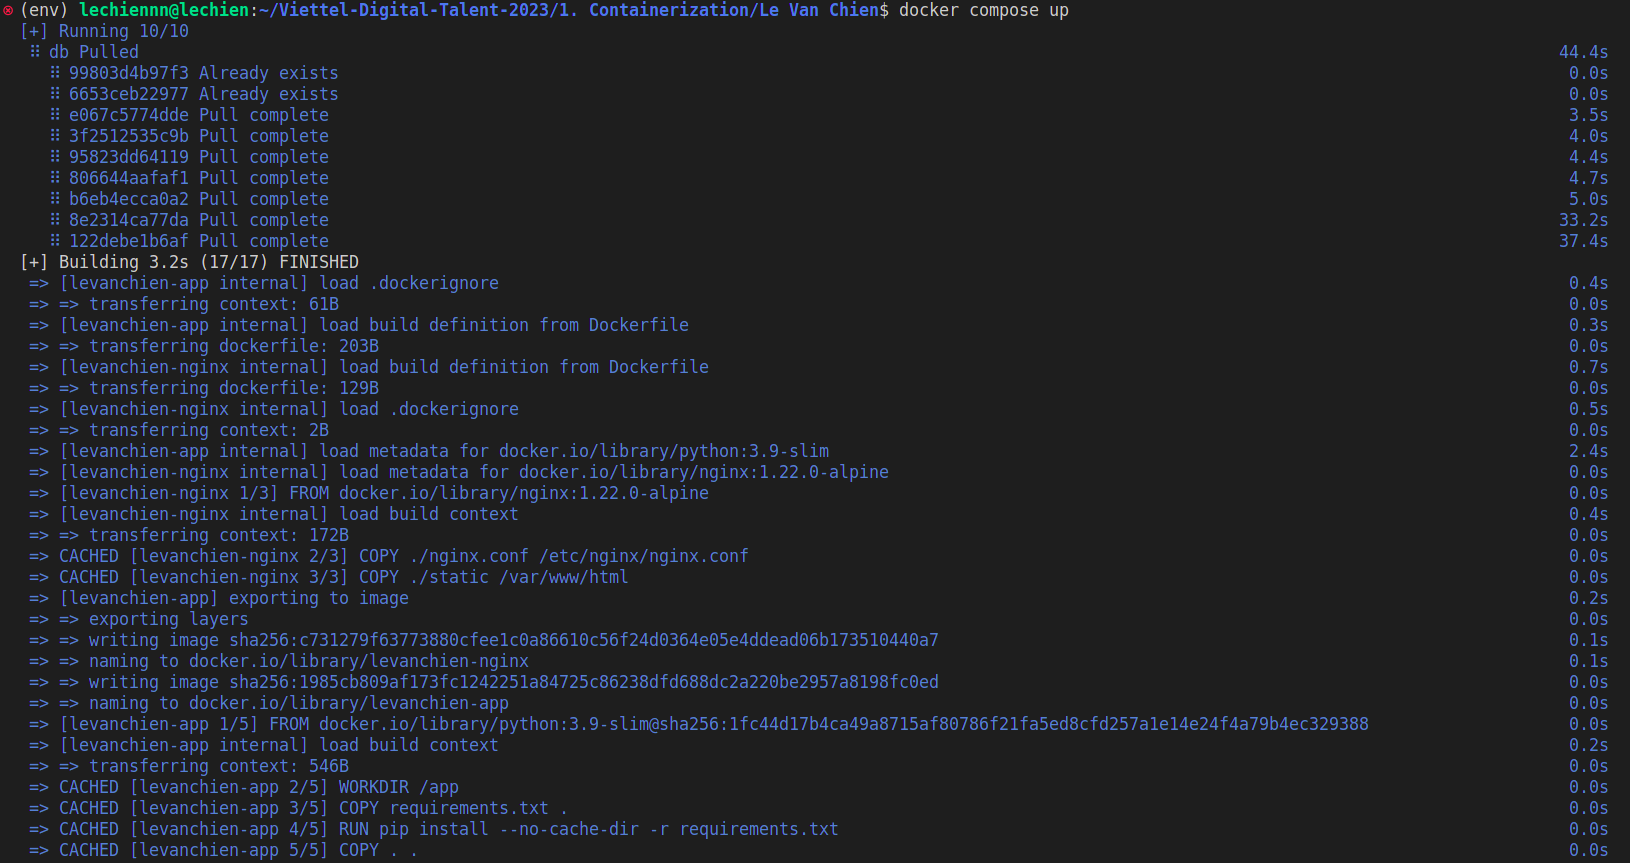 (env) lechiennn@lechien:~/Viettel-Digital-Talent-2023/1. Containerization/Le Van Chien$ docker compose up
[+] Running 10/10
⠿ db Pulled 44.4s
⠿ 99803d4b97f3 Already exists 0.0s
⠿ 6653ceb22977 Already exists 0.0s
⠿ e067c5774dde Pull complete 3.5s
⠿ 3f2512535c9b Pull complete 4.0s
⠿ 95823dd64119 Pull complete 4.4s
⠿ 806644aafaf1 Pull complete 4.7s
⠿ b6eb4ecca0a2 Pull complete 5.0s
⠿ 8e2314ca77da Pull complete 33.2s
⠿ 122debe1b6af Pull complete 37.4s
[+] Building 3.2s (17/17) FINISHED
=> [levanchien-app internal] load .dockerignore 0.4s
=> => transferring context: 61B 0.0s
=> [levanchien-app internal] load build definition from Dockerfile 0.3s
=> => transferring dockerfile: 203B 0.0s
=> [levanchien-nginx internal] load build definition from Dockerfile 0.7s
=> => transferring dockerfile: 129B 0.0s
=> [levanchien-nginx internal] load .dockerignore 0.5s
=> => transferring context: 2B 0.0s
=> [levanchien-app internal] load metadata for docker.io/library/python:3.9-slim 2.4s
=> [levanchien-nginx internal] load metadata for docker.io/library/nginx:1.22.0-alpine 0.0s
=> [levanchien-nginx 1/3] FROM docker.io/library/nginx:1.22.0-alpine 0.0s
=> [levanchien-nginx internal] load build context 0.4s
=> => transferring context: 172B 0.0s
=> CACHED [levanchien-nginx 2/3] COPY ./nginx.conf /etc/nginx/nginx.conf 0.0s
=> CACHED [levanchien-nginx 3/3] COPY ./static /var/www/html 0.0s
=> [levanchien-app] exporting to image 0.2s
=> => exporting layers 0.0s
=> => writing image sha256:c731279f63773880cfee1c0a86610c56f24d0364e05e4ddead06b173510440a7 0.1s
=> => naming to docker.io/library/levanchien-nginx 0.1s
=> => writing image sha256:1985cb809af173fc1242251a84725c86238dfd688dc2a220be2957a8198fc0ed 0.0s
=> => naming to docker.io/library/levanchien-app 0.0s
=> [levanchien-app 1/5] FROM docker.io/library/python:3.9-slim@sha256:1fc44d17b4ca49a8715af80786f21fa5ed8cfd257a1e14e24f4a79b4ec329388 0.0s
=> [levanchien-app internal] load build context 0.2s
=> => transferring context: 546B 0.0s
=> CACHED [levanchien-app 2/5] WORKDIR /app 0.0s
=> CACHED [levanchien-app 3/5] COPY requirements.txt . 0.0s
=> CACHED [levanchien-app 4/5] RUN pip install --no-cache-dir -r requirements.txt 0.0s
=> CACHED [levanchien-app 5/5] COPY . . 0.0s